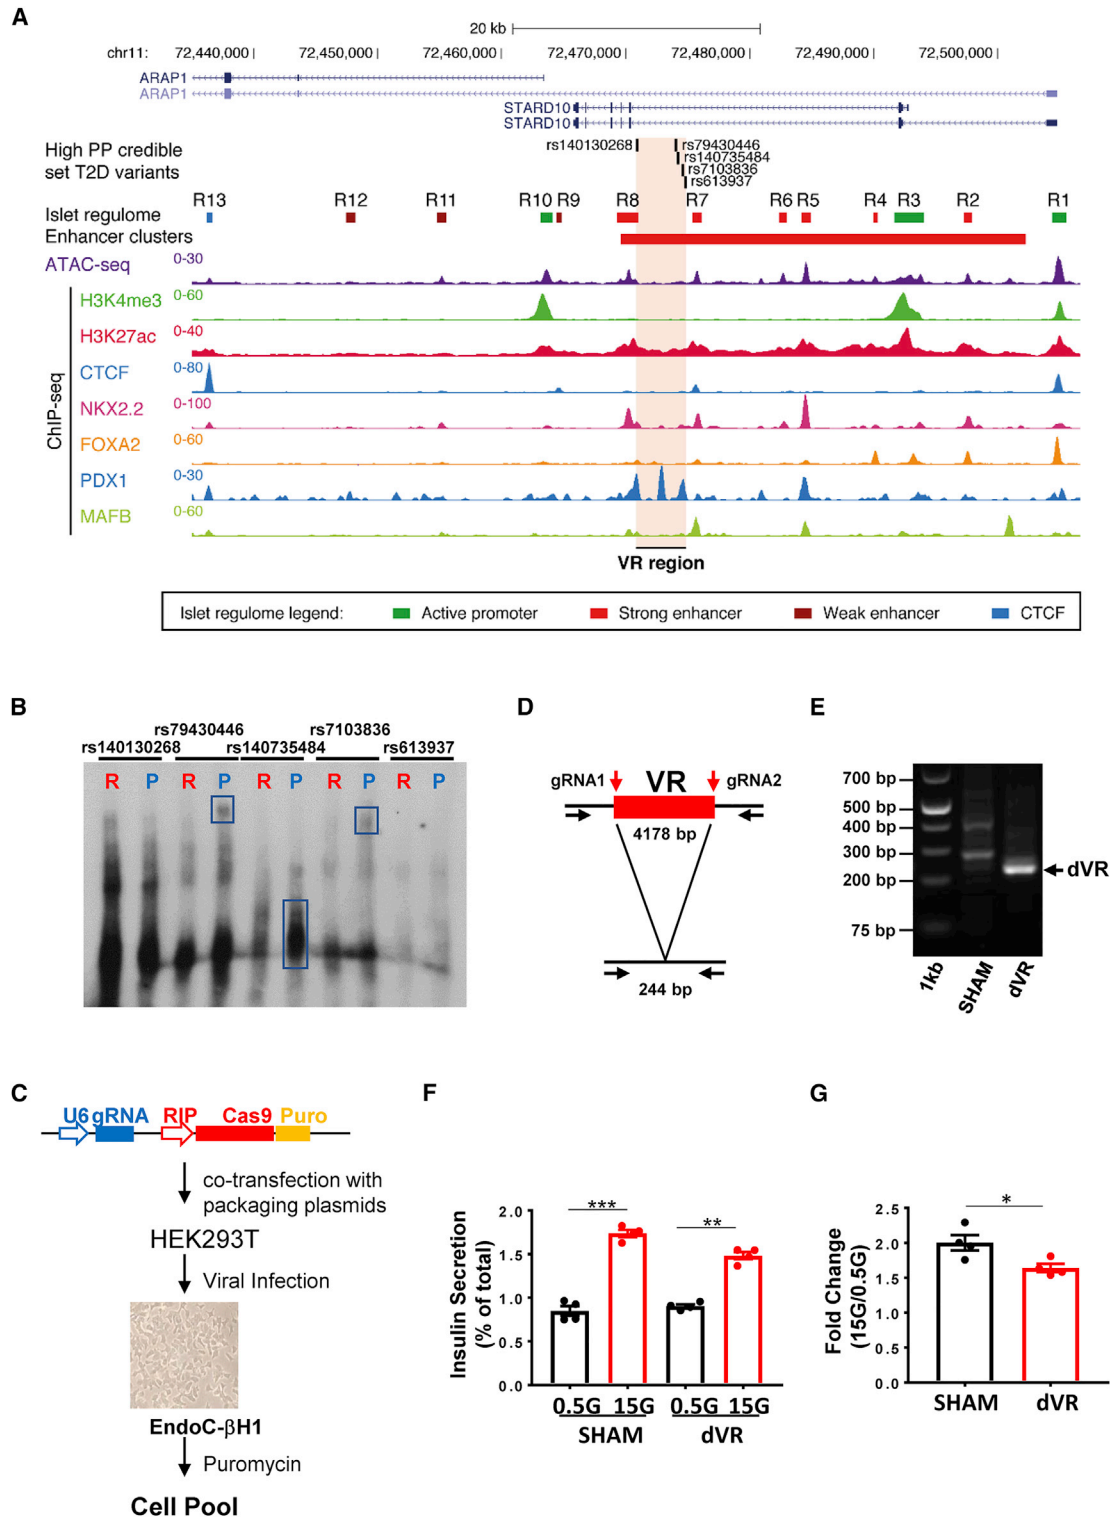 A
20 kb
chr11: 72,440,000 72,450,000 72,460,000 72,470,000 72,480,000 72,490,000 72,500,000
ARAP1
ARAP1
STARD10
STARD10
High PP credible
set T2D variants
rs140130268 rs79430446
rs140735484
rs7103836
rs613937
R13 R12 R11 R10 R9 R8 R7 R6 R5 R4 R3 R2 R1
Islet regulome
Enhancer clusters
ATAC-seq 0-30
ChIP-seq
H3K4me3 0-60
H3K27ac 0-40
CTCF 0-80
NKX2.2 0-100
FOXA2 0-60
PDX1 0-30
MAFB 0-60
VR region
Islet regulome legend: Active promoter Strong enhancer Weak enhancer CTCF
B
rs79430446 rs7103836
rs140130268 rs140735484 rs613937
R P R P R P R P R P
D
gRNA1 VR gRNA2
4178 bp
244 bp
E
700 bp
500 bp
400 bp
300 bp
200 bp
75 bp
dVR
1kb SHAM dVR
C
U6 gRNA RIP Cas9 Puro
co-transfection with
packaging plasmids
HEK293T
Viral Infection
EndoC-βH1
Puromycin
Cell Pool
F
Insulin Secretion
(% of total)
2.0
1.5
1.0
0.5
0.0
*** **
0.5G 15G 0.5G 15G
SHAM dVR
G
Fold Change
(15G/0.5G)
2.5
2.0
1.5
1.0
0.5
0.0
*
SHAM dVR